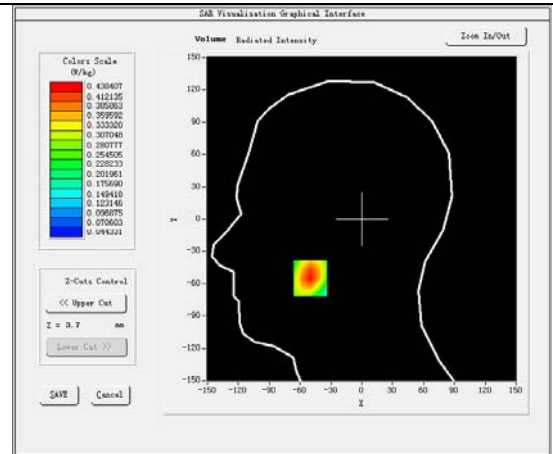 SAR Visualisation Graphical Interface
Volume Radiated Intensity
Zoom In/Out
Colors Scale
(W/kg)
0.438407
0.412135
0.385863
0.359592
0.333320
0.307048
0.280777
0.254505
0.228233
0.201961
0.175690
0.149418
0.123146
0.096875
0.070603
0.044331
Z-Cuts Control
<< Upper Cut
Z = 3.7 mm
Lower Cut >>
SAVE
Cancel
150
120
90
60
30
0
-30
-60
-90
-120
-150
Y
-150 -120 -90 -60 -30 0 30 60 90 120 150
X